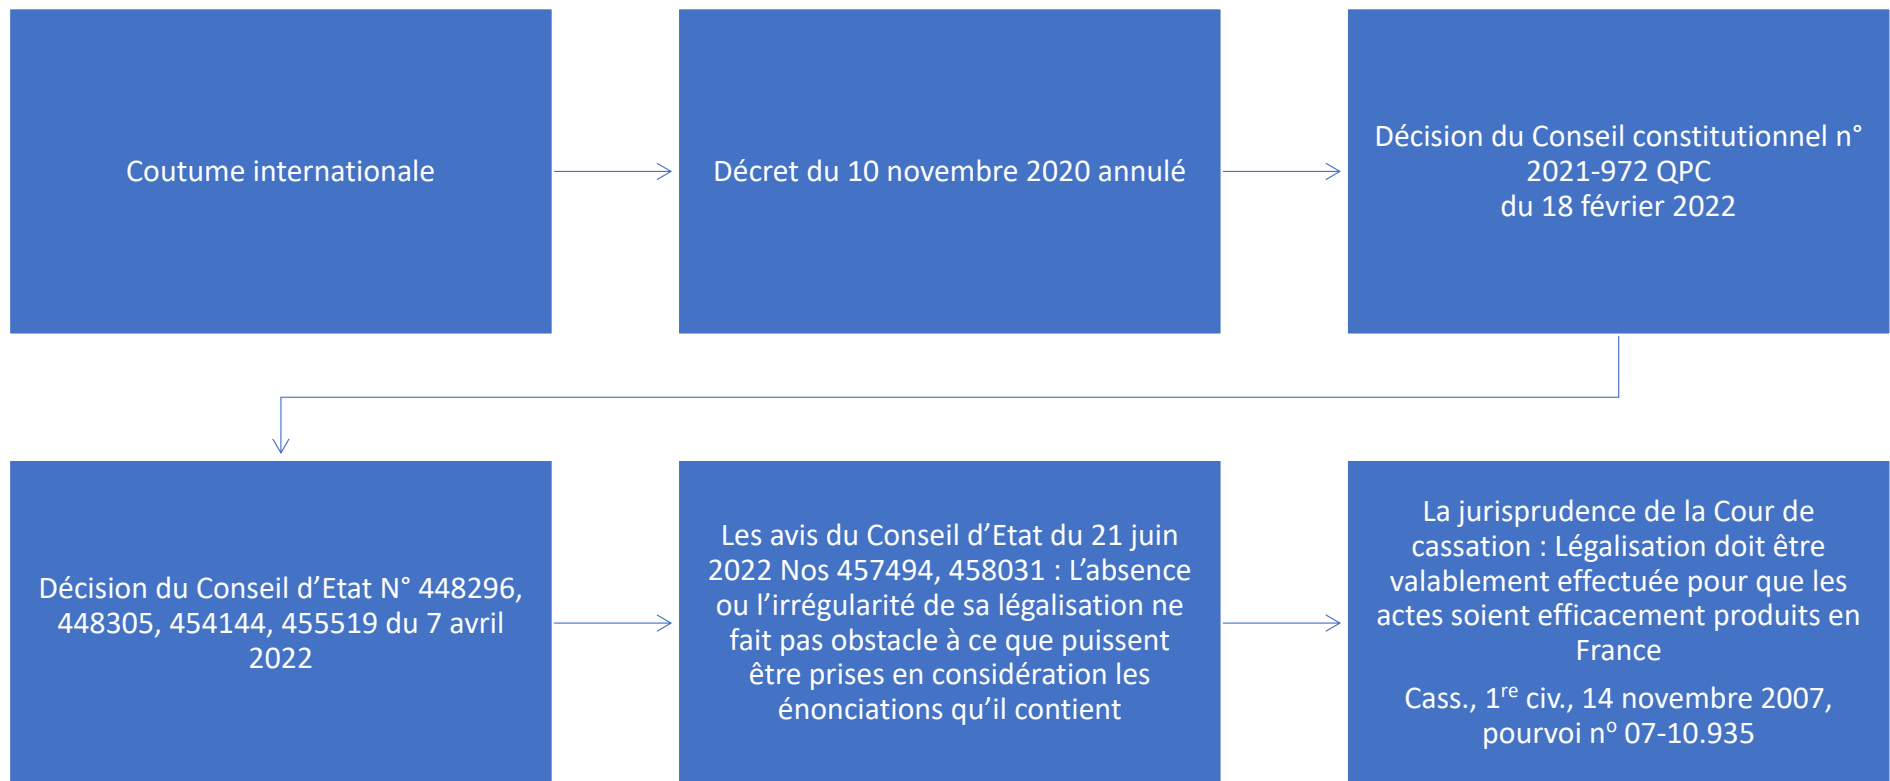 Coutume internationale
Décret du 10 novembre 2020 annulé
Décision du Conseil constitutionnel n°
2021-972 QPC
du 18 février 2022
Décision du Conseil d’Etat N° 448296,
448305, 454144, 455519 du 7 avril
2022
Les avis du Conseil d’Etat du 21 juin
2022 Nos 457494, 458031 : L’absence
ou l’irrégularité de sa légalisation ne
fait pas obstacle à ce que puissent
être prises en considération les
énonciations qu’il contient
La jurisprudence de la Cour de
cassation : Légalisation doit être
valablement effectuée pour que les
actes soient efficacement produits en
France
Cass., 1re civ., 14 novembre 2007,
pourvoi no 07-10.935